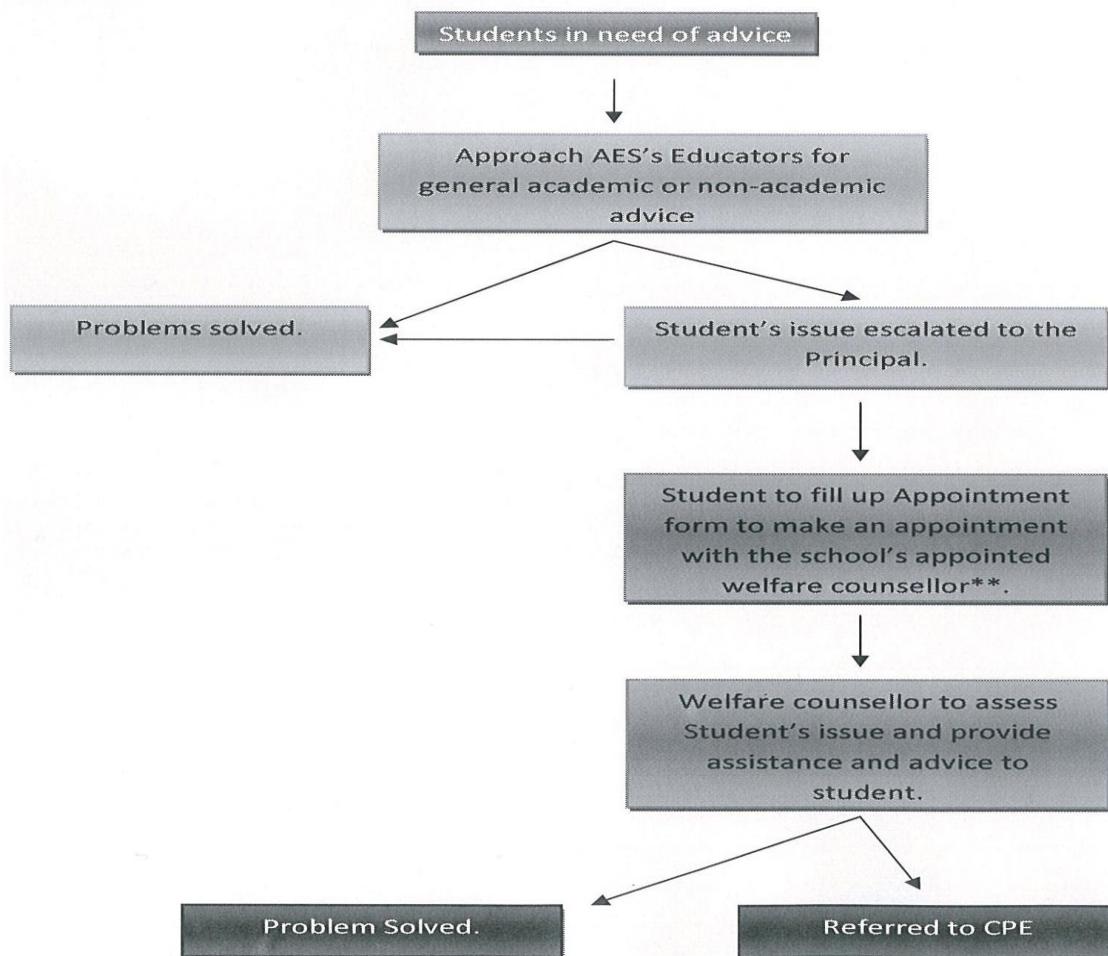 Students in need of advice
Approach AES's Educators for
general academic or non-academic
advice
Problems solved.
Student's issue escalated to the
Principal.
Student to fill up Appointment
form to make an appointment
with the school's appointed
welfare counsellor**.
Welfare counsellor to assess
Student's issue and provide
assistance and advice to
student.
Problem Solved.
Referred to CPE